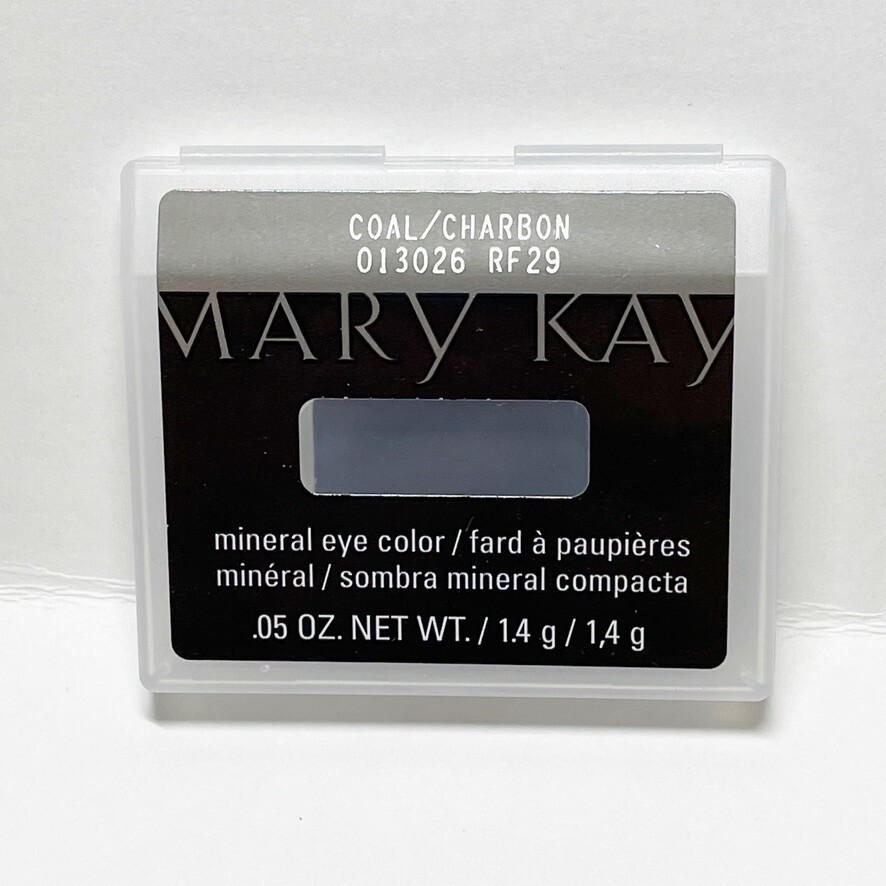 COAL/CHARBON
013026 RF29
MARY KAY
mineral eye color / fard à paupières
minéral / sombra mineral compacta
.05 OZ. NET WT. / 1.4 g / 1,4 g